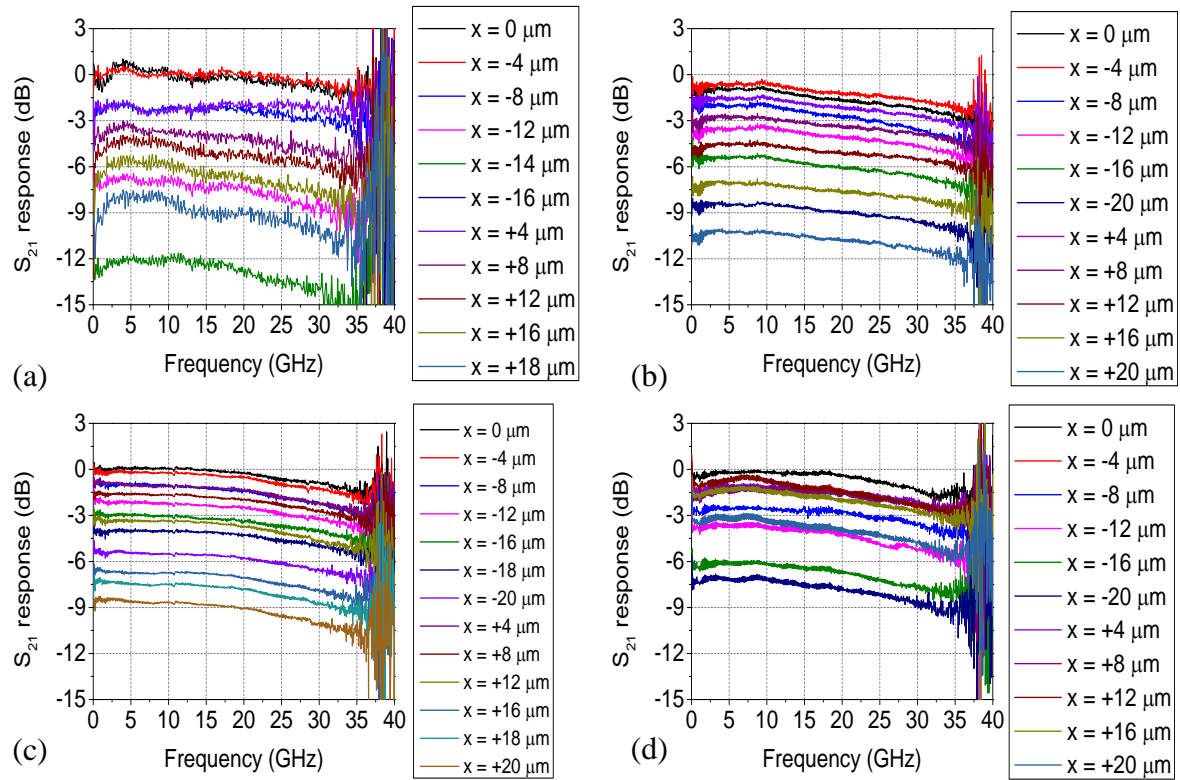 3
0
-3
-6
-9
-12
-15
S21 response (dB)
0 5 10 15 20 25 30 35 40
Frequency (GHz)
(a)
x = 0 μm
x = -4 μm
x = -8 μm
x = -12 μm
x = -14 μm
x = -16 μm
x = +4 μm
x = +8 μm
x = +12 μm
x = +16 μm
x = +18 μm
3
0
-3
-6
-9
-12
-15
S21 response (dB)
0 5 10 15 20 25 30 35 40
Frequency (GHz)
(b)
x = 0 μm
x = -4 μm
x = -8 μm
x = -12 μm
x = -16 μm
x = -20 μm
x = +4 μm
x = +8 μm
x = +12 μm
x = +16 μm
x = +20 μm
3
0
-3
-6
-9
-12
-15
S21 response (dB)
0 5 10 15 20 25 30 35 40
Frequency (GHz)
(c)
x = 0 μm
x = -4 μm
x = -8 μm
x = -12 μm
x = -16 μm
x = -18 μm
x = -20 μm
x = +4 μm
x = +8 μm
x = +12 μm
x = +16 μm
x = +18 μm
x = +20 μm
3
0
-3
-6
-9
-12
-15
S21 response (dB)
0 5 10 15 20 25 30 35 40
Frequency (GHz)
(d)
x = 0 μm
x = -4 μm
x = -8 μm
x = -12 μm
x = -16 μm
x = -20 μm
x = +4 μm
x = +8 μm
x = +12 μm
x = +16 μm
x = +20 μm